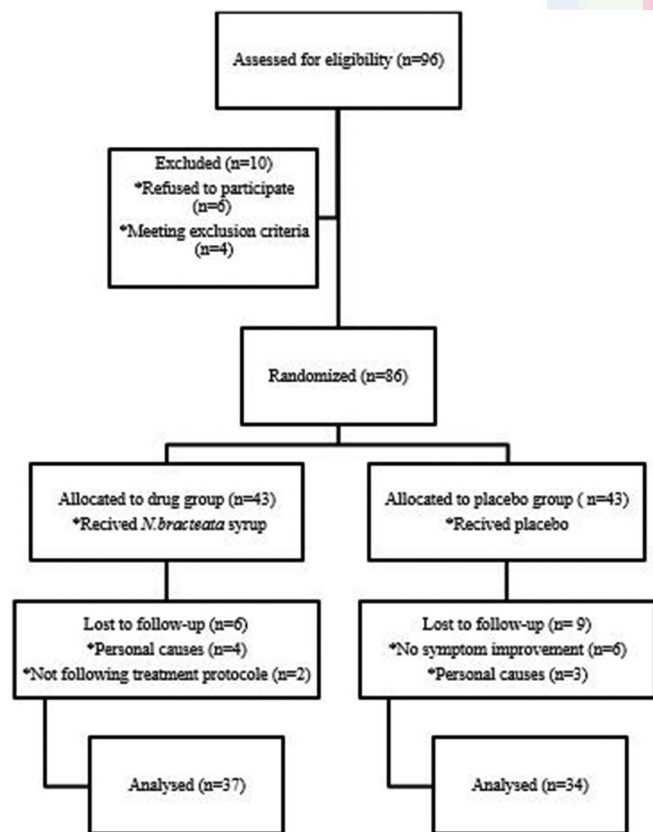 Assessed for eligibility (n=96)
Excluded (n=10)
*Refused to participate
(n=6)
*Meeting exclusion criteria
(n=4)
Randomized (n=86)
Allocated to drug group (n=43)
*Recived N.bracteata syrup
Allocated to placebo group ( n=43)
*Recived placebo
Lost to follow-up (n=6)
*Personal causes (n=4)
*Not following treatment protocole (n=2)
Lost to follow-up (n= 9)
*No symptom improvement (n=6)
*Personal causes (n=3)
Analysed (n=37)
Analysed (n=34)